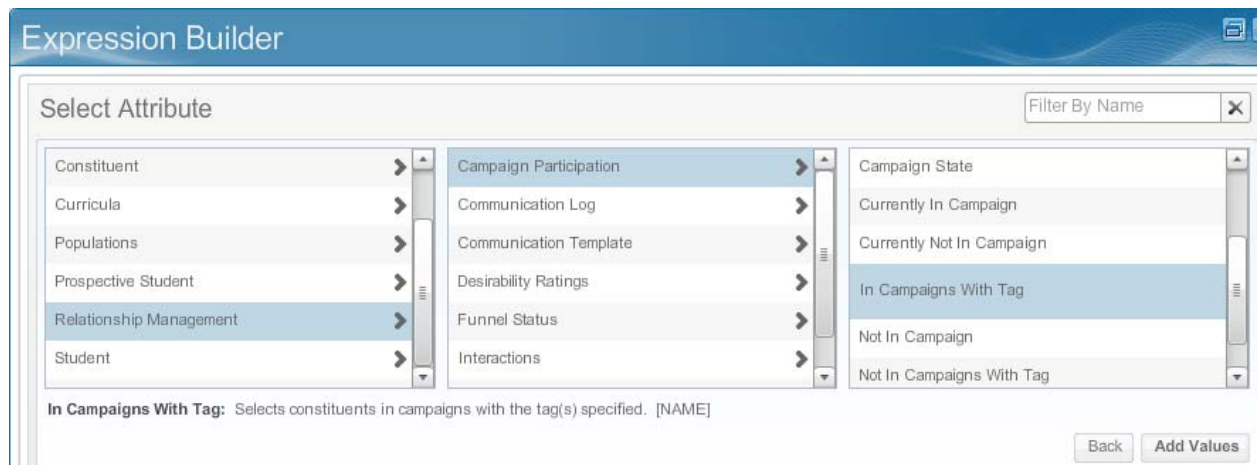 Expression Builder
Select Attribute
Filter By Name
Constituent
Curricula
Populations
Prospective Student
Relationship Management
Student
Campaign Participation
Communication Log
Communication Template
Desirability Ratings
Funnel Status
Interactions
Campaign State
Currently In Campaign
Currently Not In Campaign
In Campaigns With Tag
Not In Campaign
Not In Campaigns With Tag
In Campaigns With Tag: Selects constituents in campaigns with the tag(s) specified. [NAME]
Back
Add Values